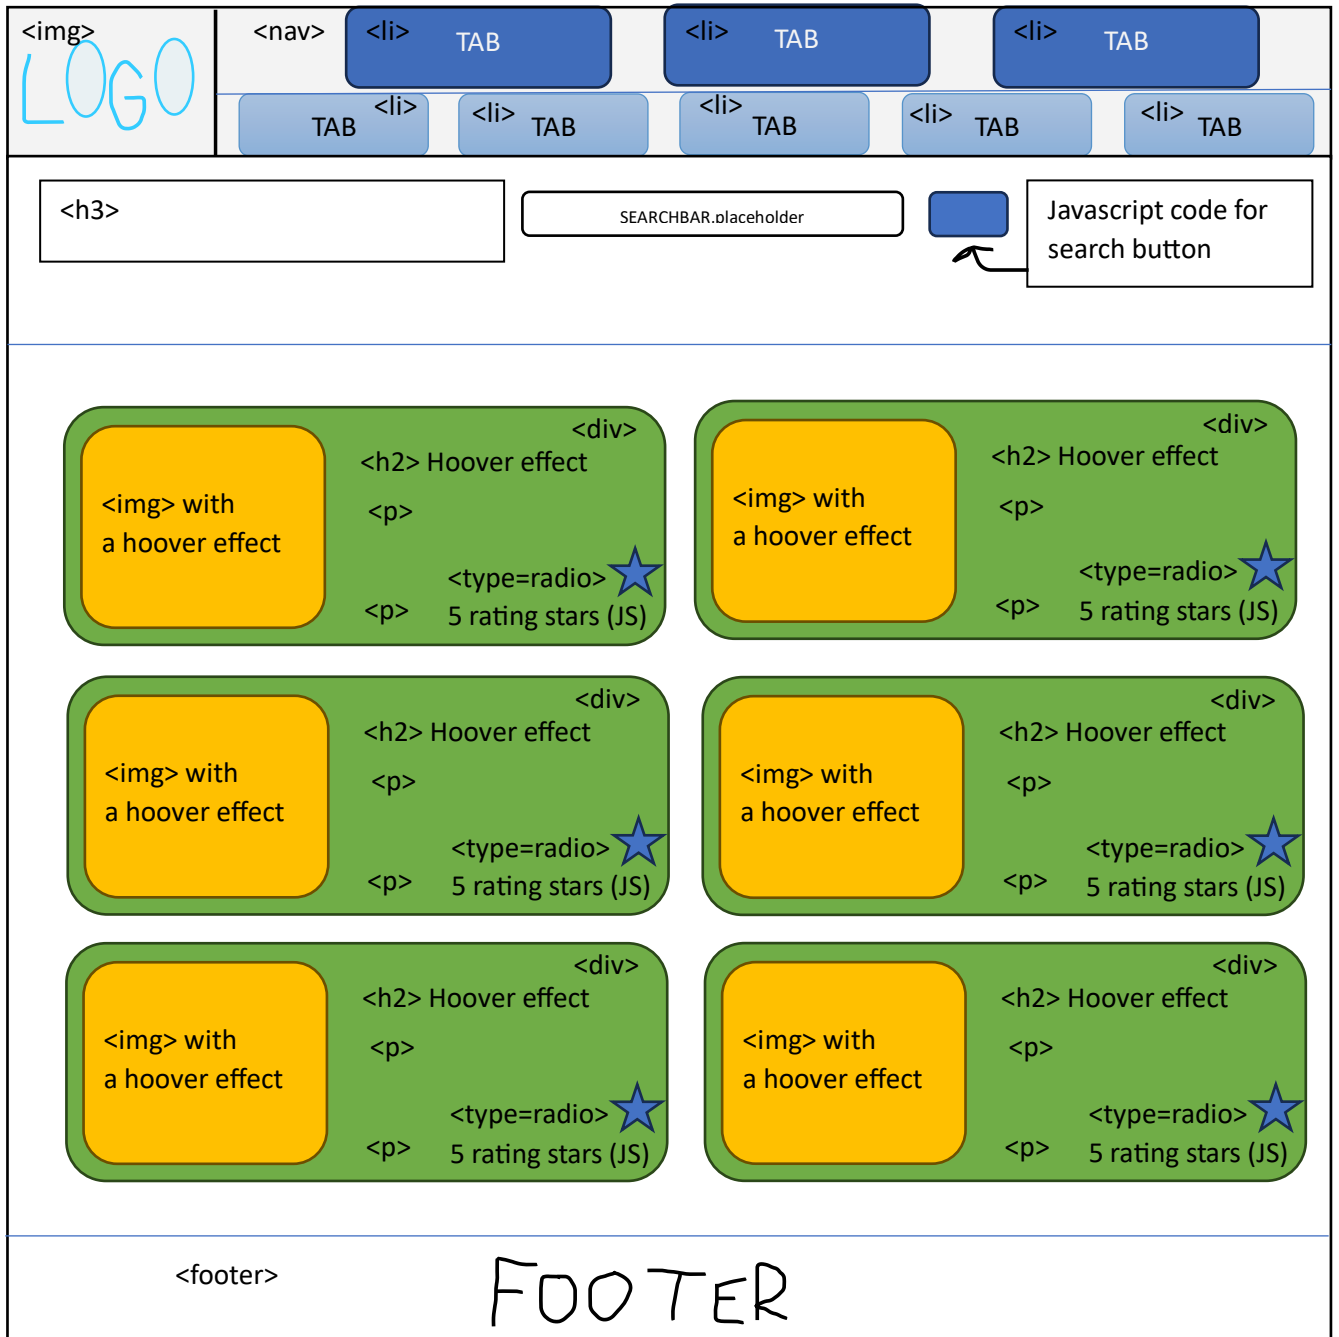 <img>
LOGO
<nav>
<li> TAB
<li> TAB
<li> TAB
TAB <li>
<li> TAB
<li> TAB
<li> TAB
<li> TAB
<h3>
SEARCHBAR.placeholder
Javascript code for
search button
<div>
<h2> Hoover effect
<img> with
a hoover effect
<p>
<type=radio>
<p> 5 rating stars (JS)
<div>
<h2> Hoover effect
<img> with
a hoover effect
<p>
<type=radio>
<p> 5 rating stars (JS)
<div>
<h2> Hoover effect
<img> with
a hoover effect
<p>
<type=radio>
<p> 5 rating stars (JS)
<div>
<h2> Hoover effect
<img> with
a hoover effect
<p>
<type=radio>
<p> 5 rating stars (JS)
<div>
<h2> Hoover effect
<img> with
a hoover effect
<p>
<type=radio>
<p> 5 rating stars (JS)
<div>
<h2> Hoover effect
<img> with
a hoover effect
<p>
<type=radio>
<p> 5 rating stars (JS)
<footer>
FOOTER